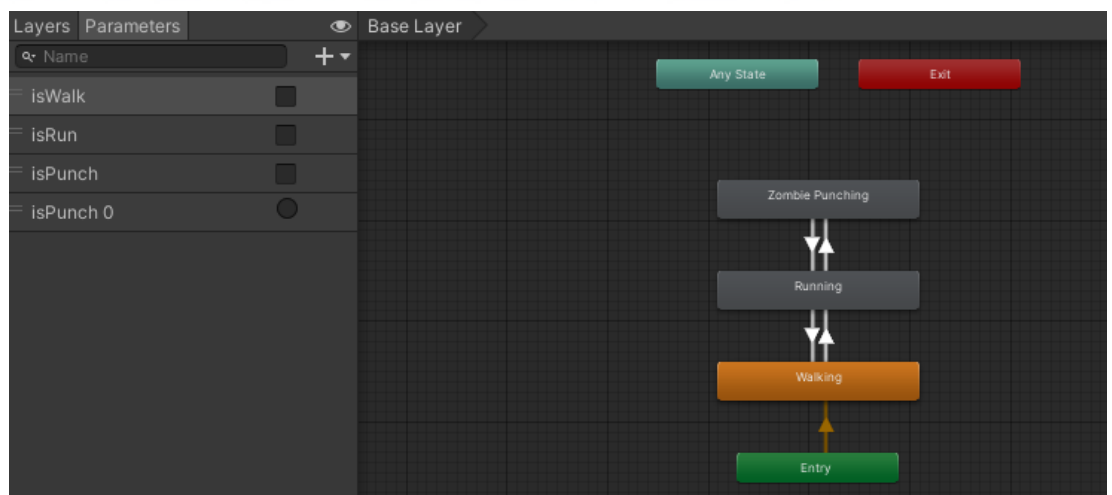 Layers Parameters
Name
isWalk
isRun
isPunch
isPunch 0
Base Layer
Any State
Exit
Zombie Punching
Running
Walking
Entry